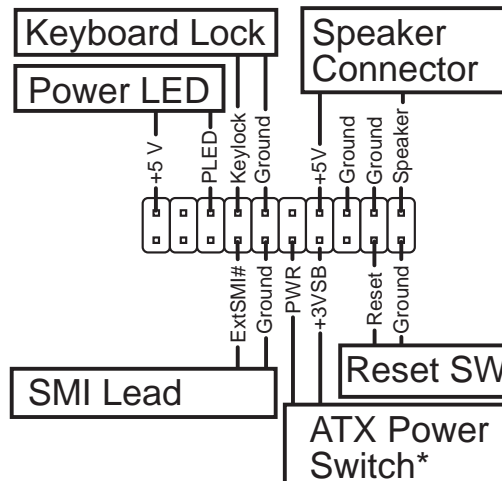 Keyboard Lock
Speaker
Connector
Power LED
+5 V
PLED
Keylock
Ground
+5V
Ground
Ground
Speaker
ExtSMI#
Ground
PWR
+3VSB
Reset
Ground
SMI Lead
Reset SW
ATX Power
Switch*